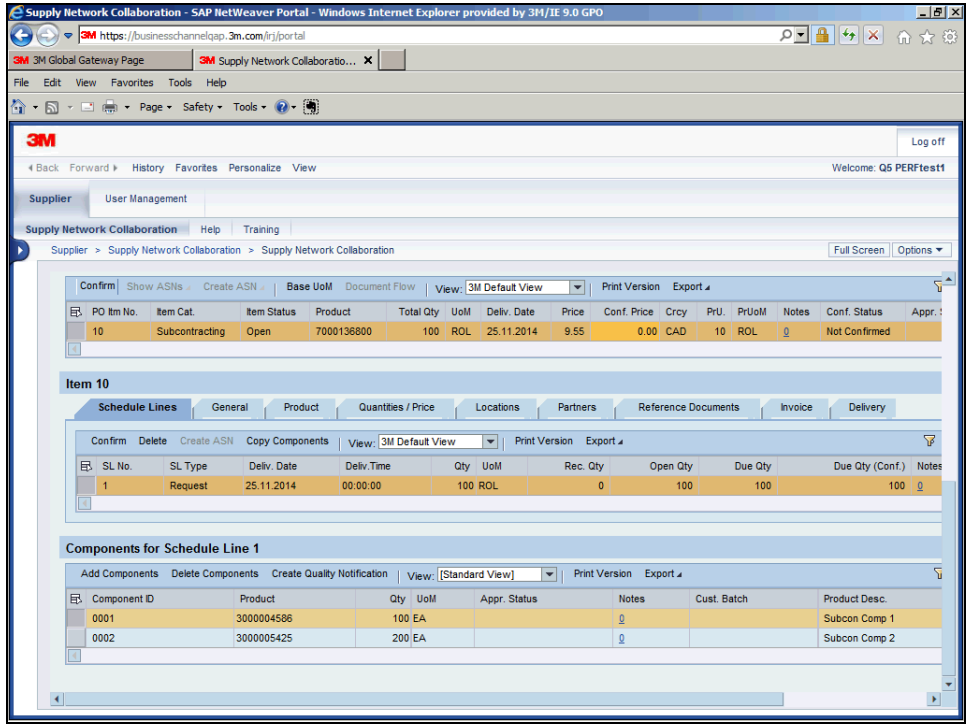 Supply Network Collaboration - SAP NetWeaver Portal - Windows Internet Explorer provided by 3M/IE 9.0 GPO
3M https://businesschannelqap.3m.com/irj/portal
3M 3M Global Gateway Page 3M Supply Network Collaboratio... X
File Edit View Favorites Tools Help
Page Safety Tools
3M Log off
Back Forward History Favorites Personalize View Welcome: Q5 PERFtest1
Supplier User Management
Supply Network Collaboration Help Training
Supplier > Supply Network Collaboration > Supply Network Collaboration Full Screen Options
Confirm Show ASNs Create ASN Base UoM Document Flow View: 3M Default View Print Version Export
PO Itm No. Item Cat. Item Status Product Total Qty UoM Deliv. Date Price Conf. Price Crcy PrU. PrUoM Notes Conf. Status Appr.
10 Subcontracting Open 7000136800 100 ROL 25.11.2014 9.55 0.00 CAD 10 ROL 0 Not Confirmed
Item 10
Schedule Lines General Product Quantities / Price Locations Partners Reference Documents Invoice Delivery
Confirm Delete Create ASN Copy Components View: 3M Default View Print Version Export
SL No. SL Type Deliv. Date Deliv.Time Qty UoM Rec. Qty Open Qty Due Qty Due Qty (Conf.) Notes
1 Request 25.11.2014 00:00:00 100 ROL 0 100 100 100 0
Components for Schedule Line 1
Add Components Delete Components Create Quality Notification View: [Standard View] Print Version Export
Component ID Product Qty UoM Appr. Status Notes Cust. Batch Product Desc.
0001 3000004586 100 EA 0 Subcon Comp 1
0002 3000005425 200 EA 0 Subcon Comp 2